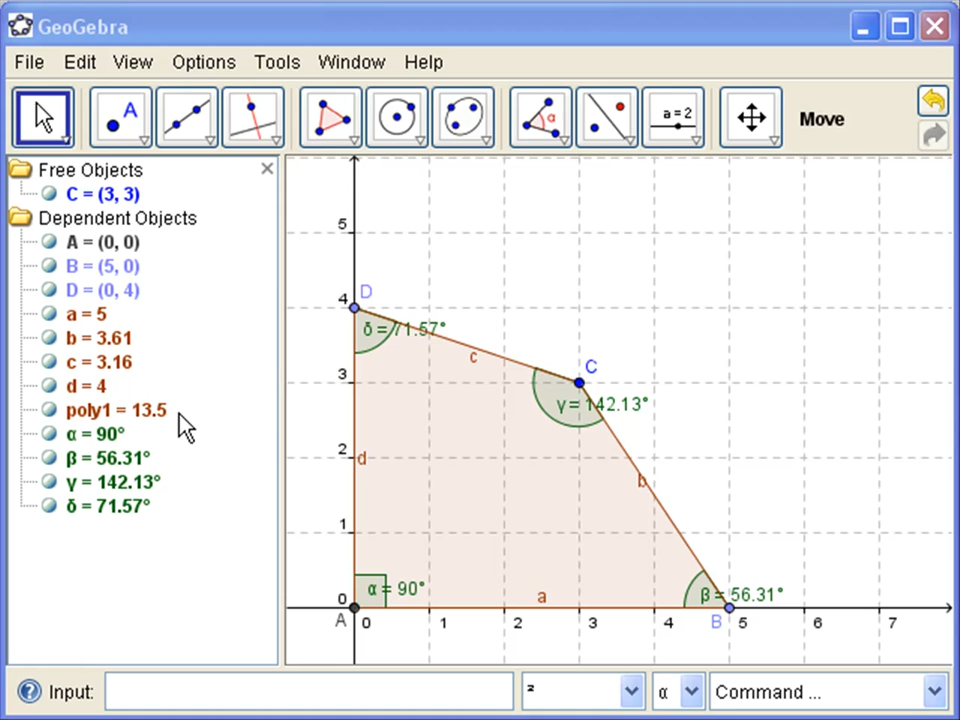 GeoGebra
File Edit View Options Tools Window Help
A α a = 2 Move
Free Objects
C = (3, 3)
Dependent Objects
A = (0, 0)
B = (5, 0)
D = (0, 4)
a = 5
b = 3.61
c = 3.16
d = 4
poly1 = 13.5
α = 90°
β = 56.31°
γ = 142.13°
δ = 71.57°
5
D
4
δ = 71.57°
c
C
3
γ = 142.13°
2
d
b
1
α = 90°
β = 56.31°
a
0
A 0 1 2 3 4 B 5 6 7
Input: ² α Command ...